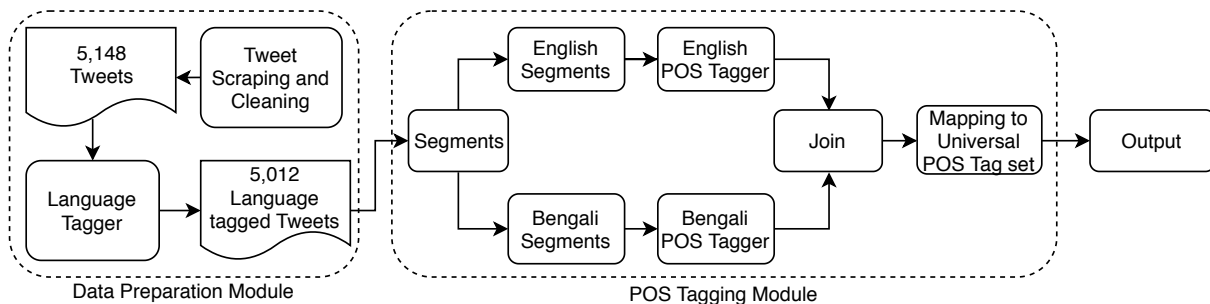 5,148
Tweets
Tweet
Scraping and
Cleaning
Language
Tagger
5,012
Language
tagged Tweets
Data Preparation Module
Segments
English
Segments
English
POS Tagger
Bengali
Segments
Bengali
POS Tagger
Join
Mapping to
Universal
POS Tag set
POS Tagging Module
Output